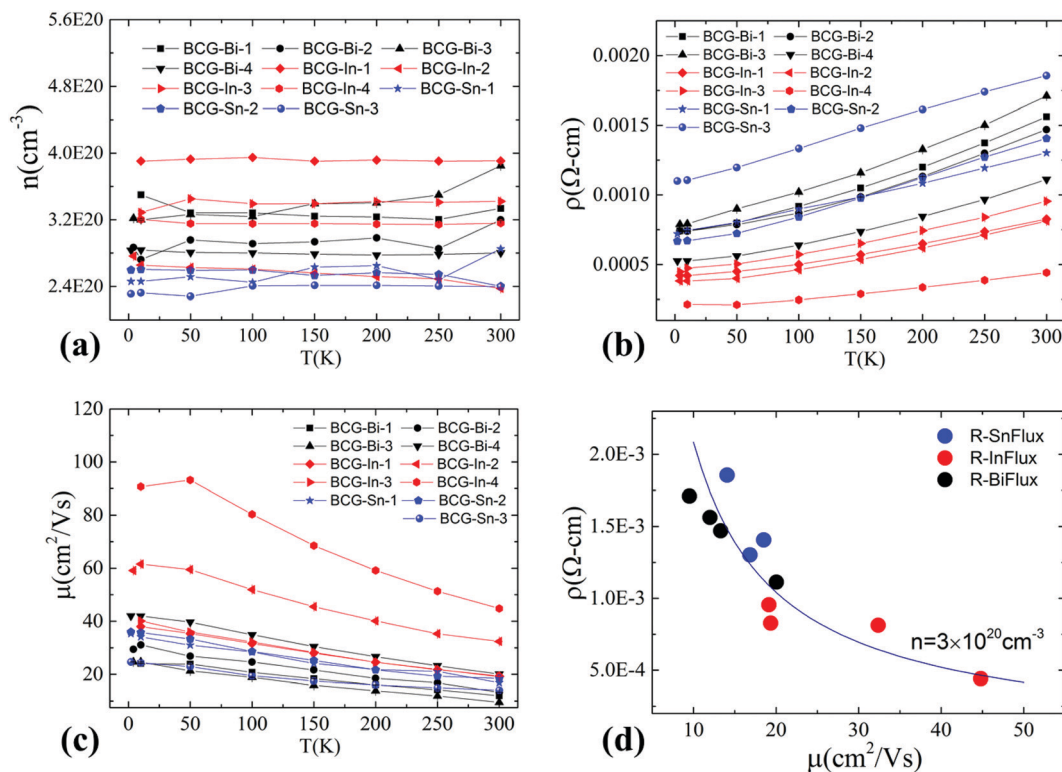 5.6E20
4.8E20
4.0E20
3.2E20
2.4E20
n(cm⁻³)
BCG-Bi-1 BCG-Bi-2 BCG-Bi-3
BCG-Bi-4 BCG-In-1 BCG-In-2
BCG-In-3 BCG-In-4 BCG-Sn-1
BCG-Sn-2 BCG-Sn-3
0 50 100 150 200 250 300
T(K)
(a)
0.0020
0.0015
0.0010
0.0005
ρ(Ω-cm)
BCG-Bi-1 BCG-Bi-2
BCG-Bi-3 BCG-Bi-4
BCG-In-1 BCG-In-2
BCG-In-3 BCG-In-4
BCG-Sn-1 BCG-Sn-2
BCG-Sn-3
0 50 100 150 200 250 300
T(K)
(b)
120
100
80
60
40
20
μ(cm²/Vs)
BCG-Bi-1 BCG-Bi-2
BCG-Bi-3 BCG-Bi-4
BCG-In-1 BCG-In-2
BCG-In-3 BCG-In-4
BCG-Sn-1 BCG-Sn-2
BCG-Sn-3
0 50 100 150 200 250 300
T(K)
(c)
2.0E-3
1.5E-3
1.0E-3
5.0E-4
ρ(Ω-cm)
R-SnFlux
R-InFlux
R-BiFlux
n=3×10²⁰cm⁻³
10 20 30 40 50
μ(cm²/Vs)
(d)